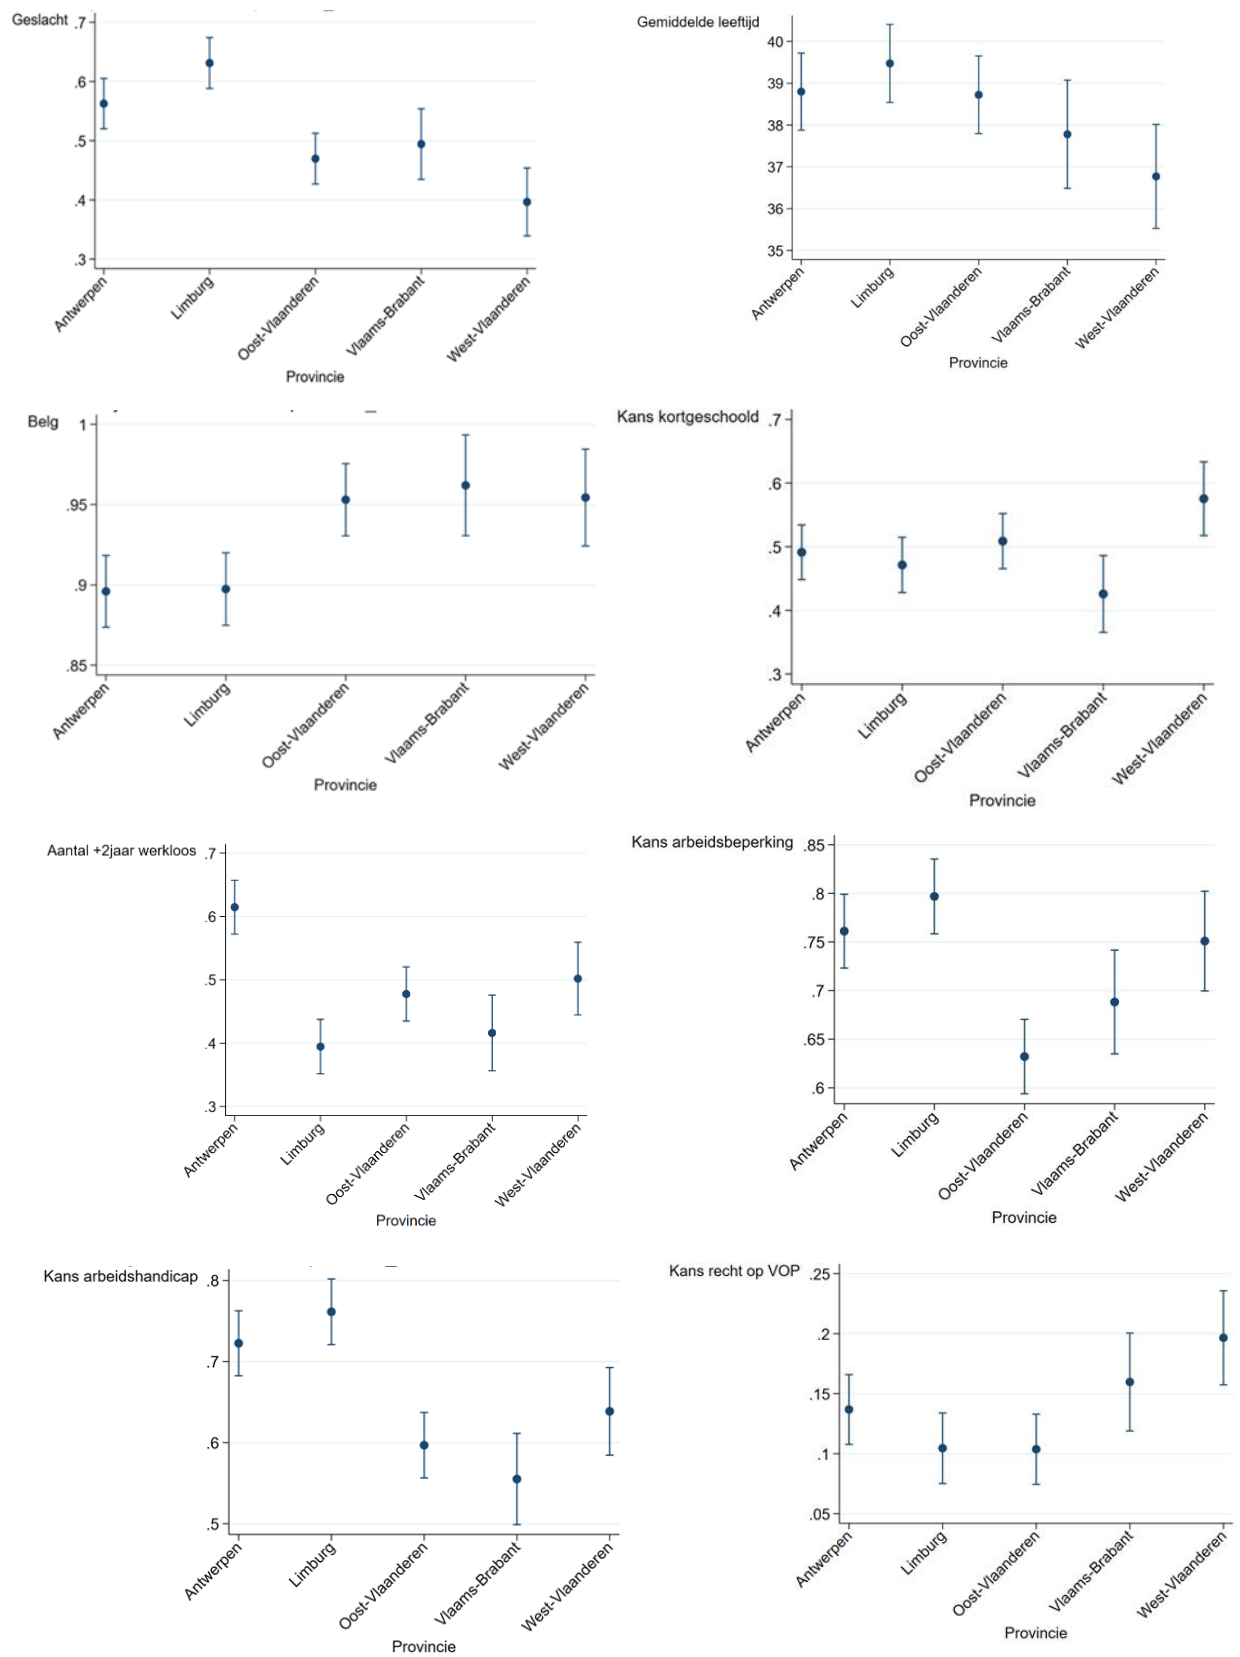 Geslacht
.7
.6
.5
.4
.3
Antwerpen
Limburg
Oost-Vlaanderen
Vlaams-Brabant
West-Vlaanderen
Provincie
Gemiddelde leeftijd
40
39
38
37
36
35
Antwerpen
Limburg
Oost-Vlaanderen
Vlaams-Brabant
West-Vlaanderen
Provincie
Belg
1
.95
.9
.85
Antwerpen
Limburg
Oost-Vlaanderen
Vlaams-Brabant
West-Vlaanderen
Provincie
Kans kortgeschoold
.7
.6
.5
.4
.3
Antwerpen
Limburg
Oost-Vlaanderen
Vlaams-Brabant
West-Vlaanderen
Provincie
Aantal +2jaar werkloos
.7
.6
.5
.4
.3
Antwerpen
Limburg
Oost-Vlaanderen
Vlaams-Brabant
West-Vlaanderen
Provincie
Kans arbeidsbeperking
.85
.8
.75
.7
.65
.6
Antwerpen
Limburg
Oost-Vlaanderen
Vlaams-Brabant
West-Vlaanderen
Provincie
Kans arbeidshandicap
.8
.7
.6
.5
Antwerpen
Limburg
Oost-Vlaanderen
Vlaams-Brabant
West-Vlaanderen
Provincie
Kans recht op VOP
.25
.2
.15
.1
.05
Antwerpen
Limburg
Oost-Vlaanderen
Vlaams-Brabant
West-Vlaanderen
Provincie